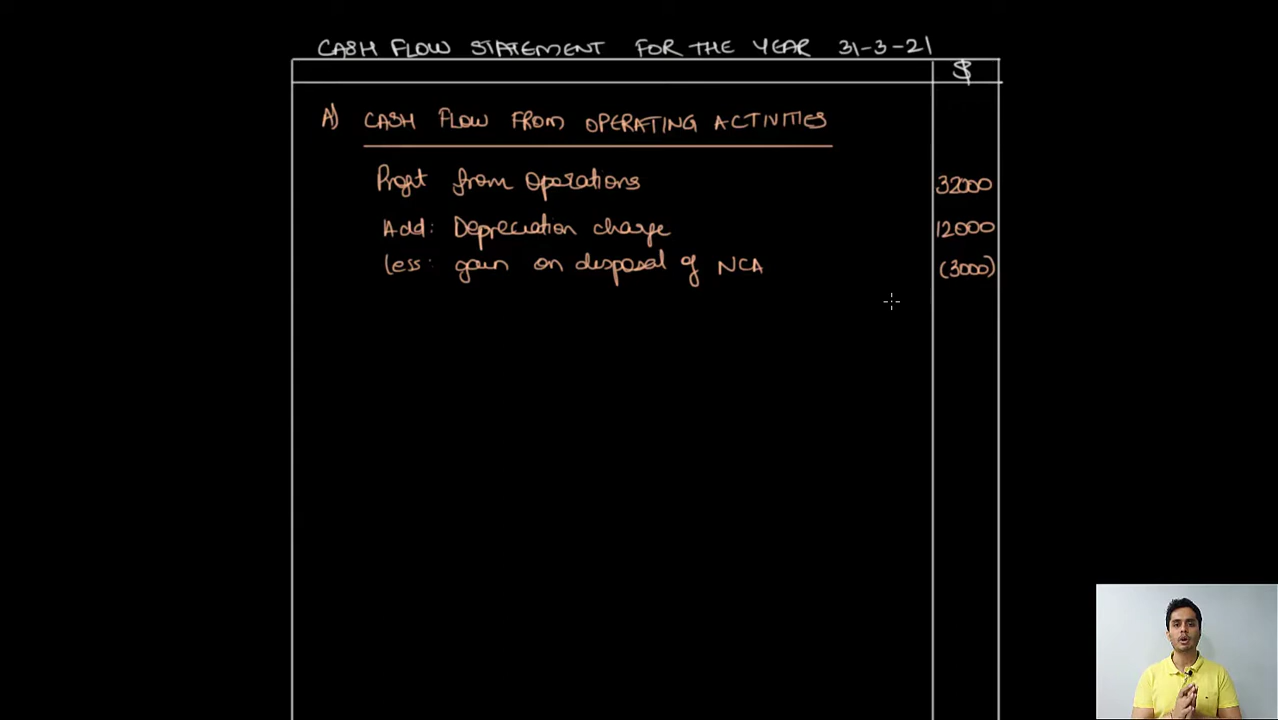 CASH FLOW STATEMENT FOR THE YEAR 31-3-21
$
A) CASH FLOW FROM OPERATING ACTIVITIES
Profit from Operations 32000
Add: Depreciation charge 12000
less: gain on disposal of NCA (3000)